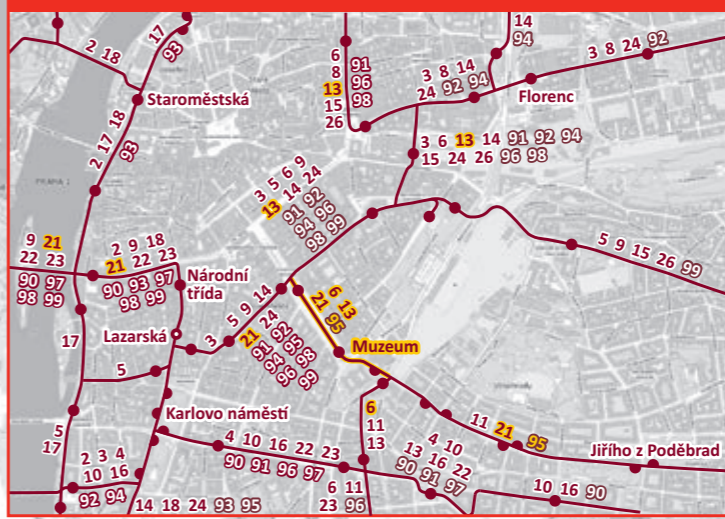 2 18
17
93
Staroměstská
2 17 18
93
6
8
13
15
26
91
96
98
14
94
3 8 14
24 92 94
3 8 24 92
Florenc
3 6 13 14 91 92 94
15 24 26 96 98
3 5 6 9
13 14 24
91 92
94 96
98 99
PRAHA 1
9 21
22 23
90 97
98 99
2 9 18
21 22 23
90 93 97
98 99
Národní
třída
Lazarská
5 9 15 26 99
6 13
21 95
Muzeum
3
5 9 14
21 24
91 92
94 93
96 98
99
17
5
Karlovo náměstí
6
11
13
11 21 95
Jiřího z Poděbrad
5
17
2 3 4
10 16
92 94
4 10 16 22 23
90 91 96 97
4 10
13 16 22
90 91 97
14 18 24 93 95
6 11
23 96
10 16 90